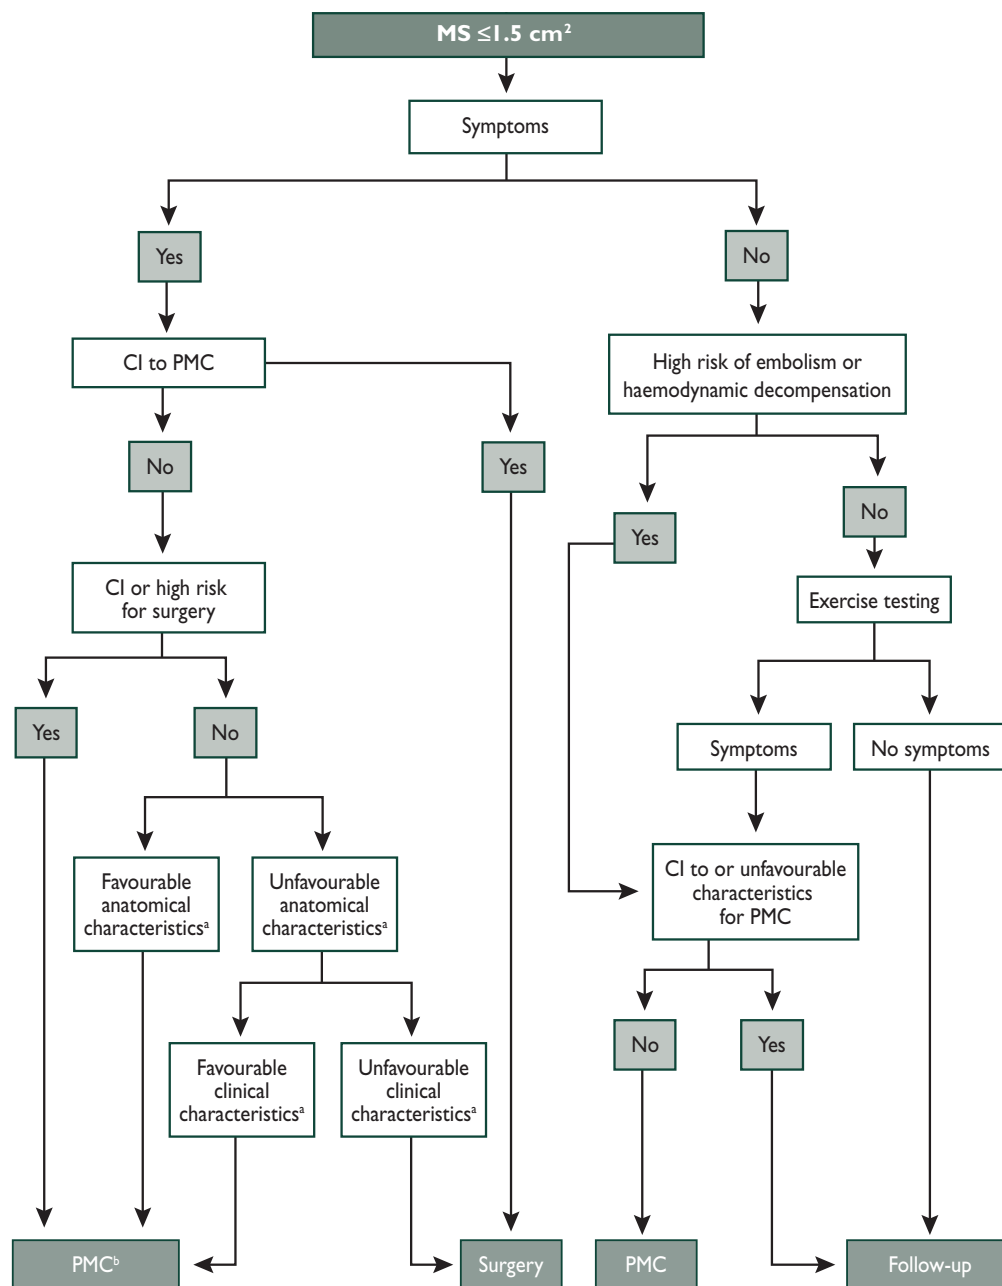 MS ≤1.5 cm²
Symptoms
Yes
No
CI to PMC
High risk of embolism or
haemodynamic decompensation
No
Yes
Yes
No
CI or high risk
for surgery
Exercise testing
Yes
No
Symptoms
No symptoms
Favourable
anatomical
characteristicsᵃ
Unfavourable
anatomical
characteristicsᵃ
CI to or unfavourable
characteristics
for PMC
No
Yes
Favourable
clinical
characteristicsᵃ
Unfavourable
clinical
characteristicsᵃ
PMCᵇ
Surgery
PMC
Follow-up